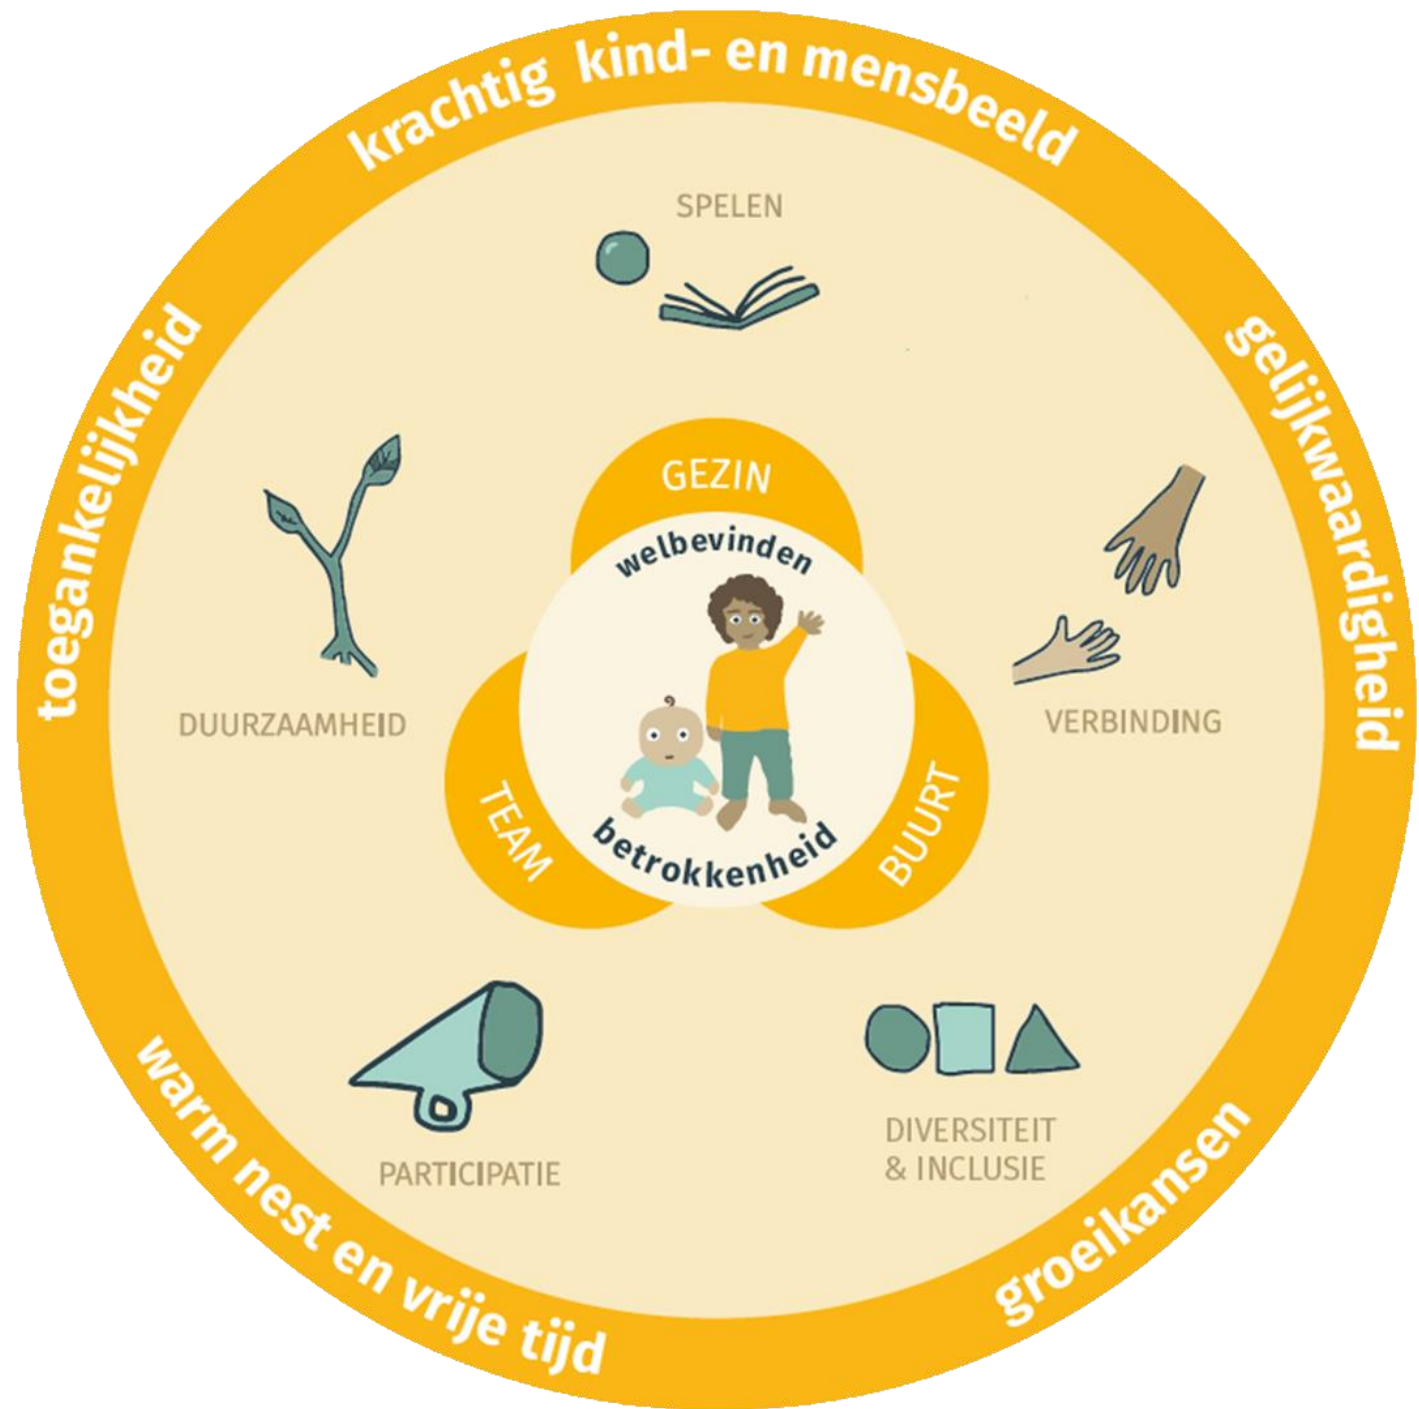 krachtig kind- en mensbeeld
toegankelijkheid
gelijkwaardigheid
SPELEN
GEZIN
welbevinden
DUURZAAMHEID
VERBINDING
TEAM
BUURT
betrokkenheid
PARTICIPATIE
DIVERSITEIT
& INCLUSIE
warm nest en vrije tijd
groeikansen